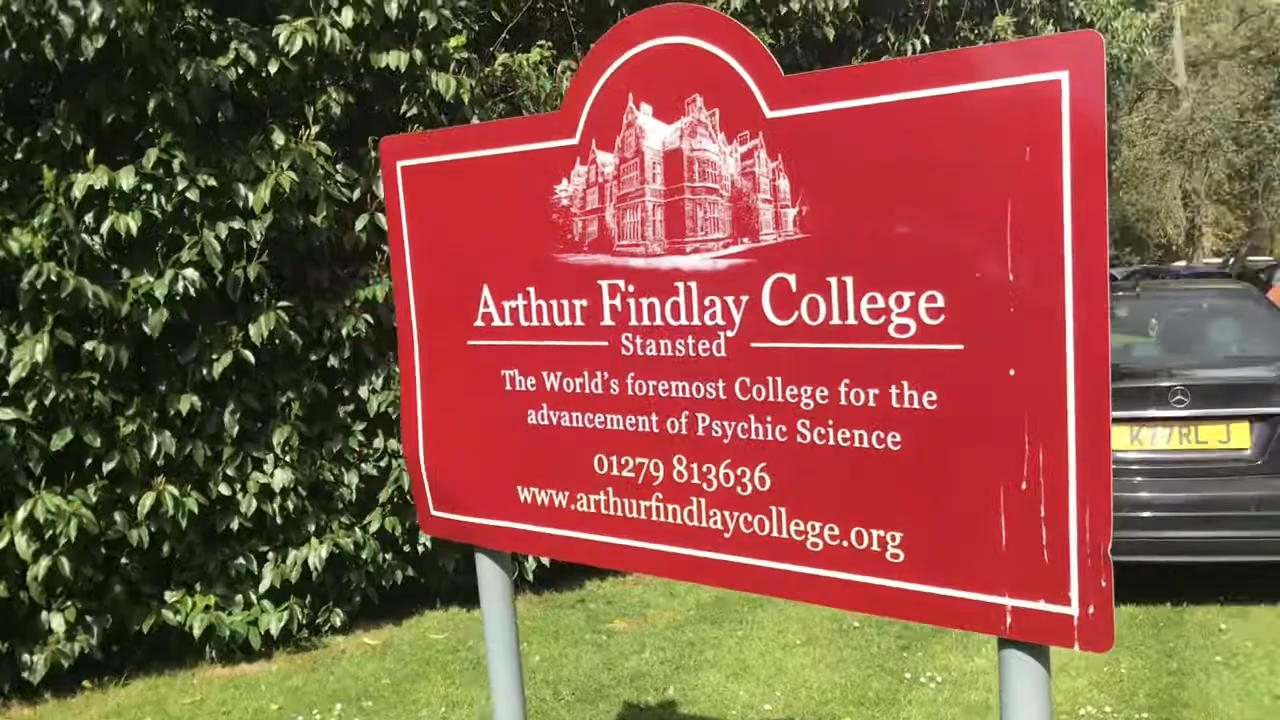 Arthur Findlay College
Stansted
The World's foremost College for the
advancement of Psychic Science
01279 813636
www.arthurfindlaycollege.org
K77RL J